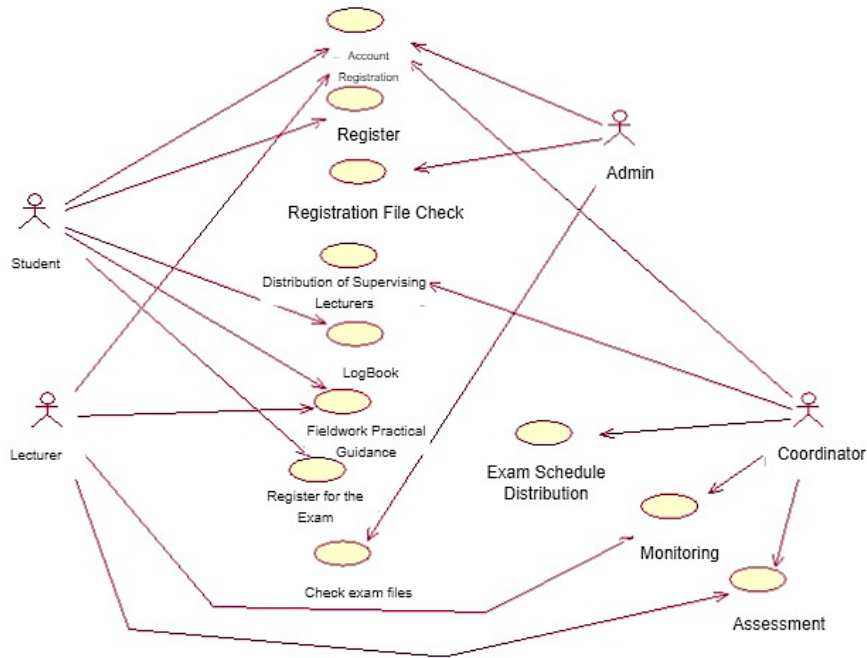 Account
Registration
Register
Admin
Registration File Check
Student
Distribution of Supervising
Lecturers
LogBook
Fieldwork Practical
Guidance
Lecturer
Exam Schedule
Distribution
Coordinator
Register for the
Exam
Monitoring
Check exam files
Assessment